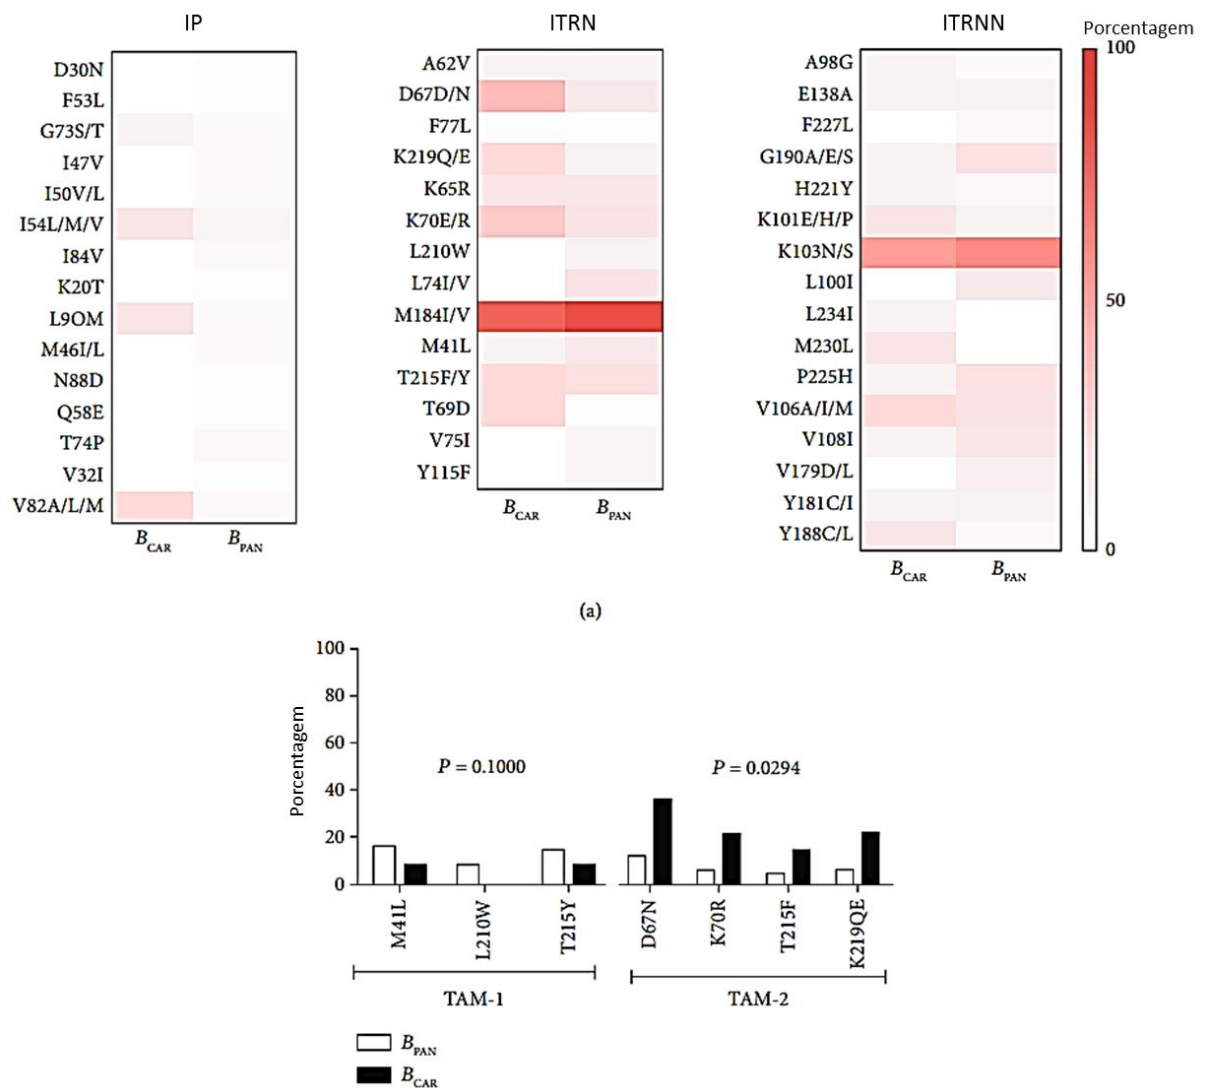 IP
ITRN
ITRNN
Porcentagem
D30N
F53L
G73S/T
I47V
I50V/L
I54L/M/V
I84V
K20T
L9OM
M46I/L
N88D
Q58E
T74P
V32I
V82A/L/M
BCAR
BPAN
A62V
D67D/N
F77L
K219Q/E
K65R
K70E/R
L210W
L74I/V
M184I/V
M41L
T215F/Y
T69D
V75I
Y115F
BCAR
BPAN
A98G
E138A
F227L
G190A/E/S
H221Y
K101E/H/P
K103N/S
L100I
L234I
M230L
P225H
V106A/I/M
V108I
V179D/L
Y181C/I
Y188C/L
BCAR
BPAN
100
50
0
(a)
Porcentagem
100
80
60
40
20
0
P = 0.1000
P = 0.0294
M41L
L210W
T215Y
D67N
K70R
T215F
K219QE
TAM-1
TAM-2
BPAN
BCAR